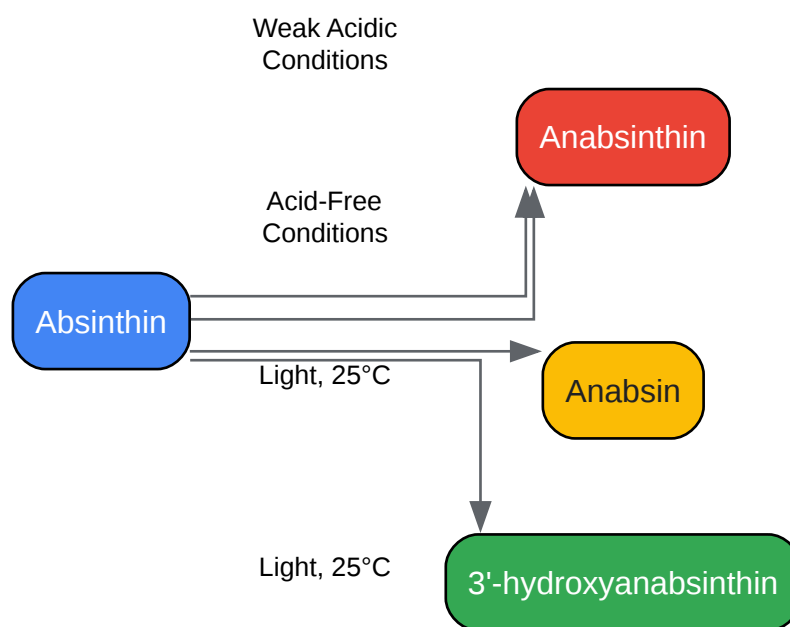 Weak Acidic
Conditions
Anabsinthin
Acid-Free
Conditions
Absinthin
Light, 25°C
Anabsin
Light, 25°C
3'-hydroxyanabsinthin